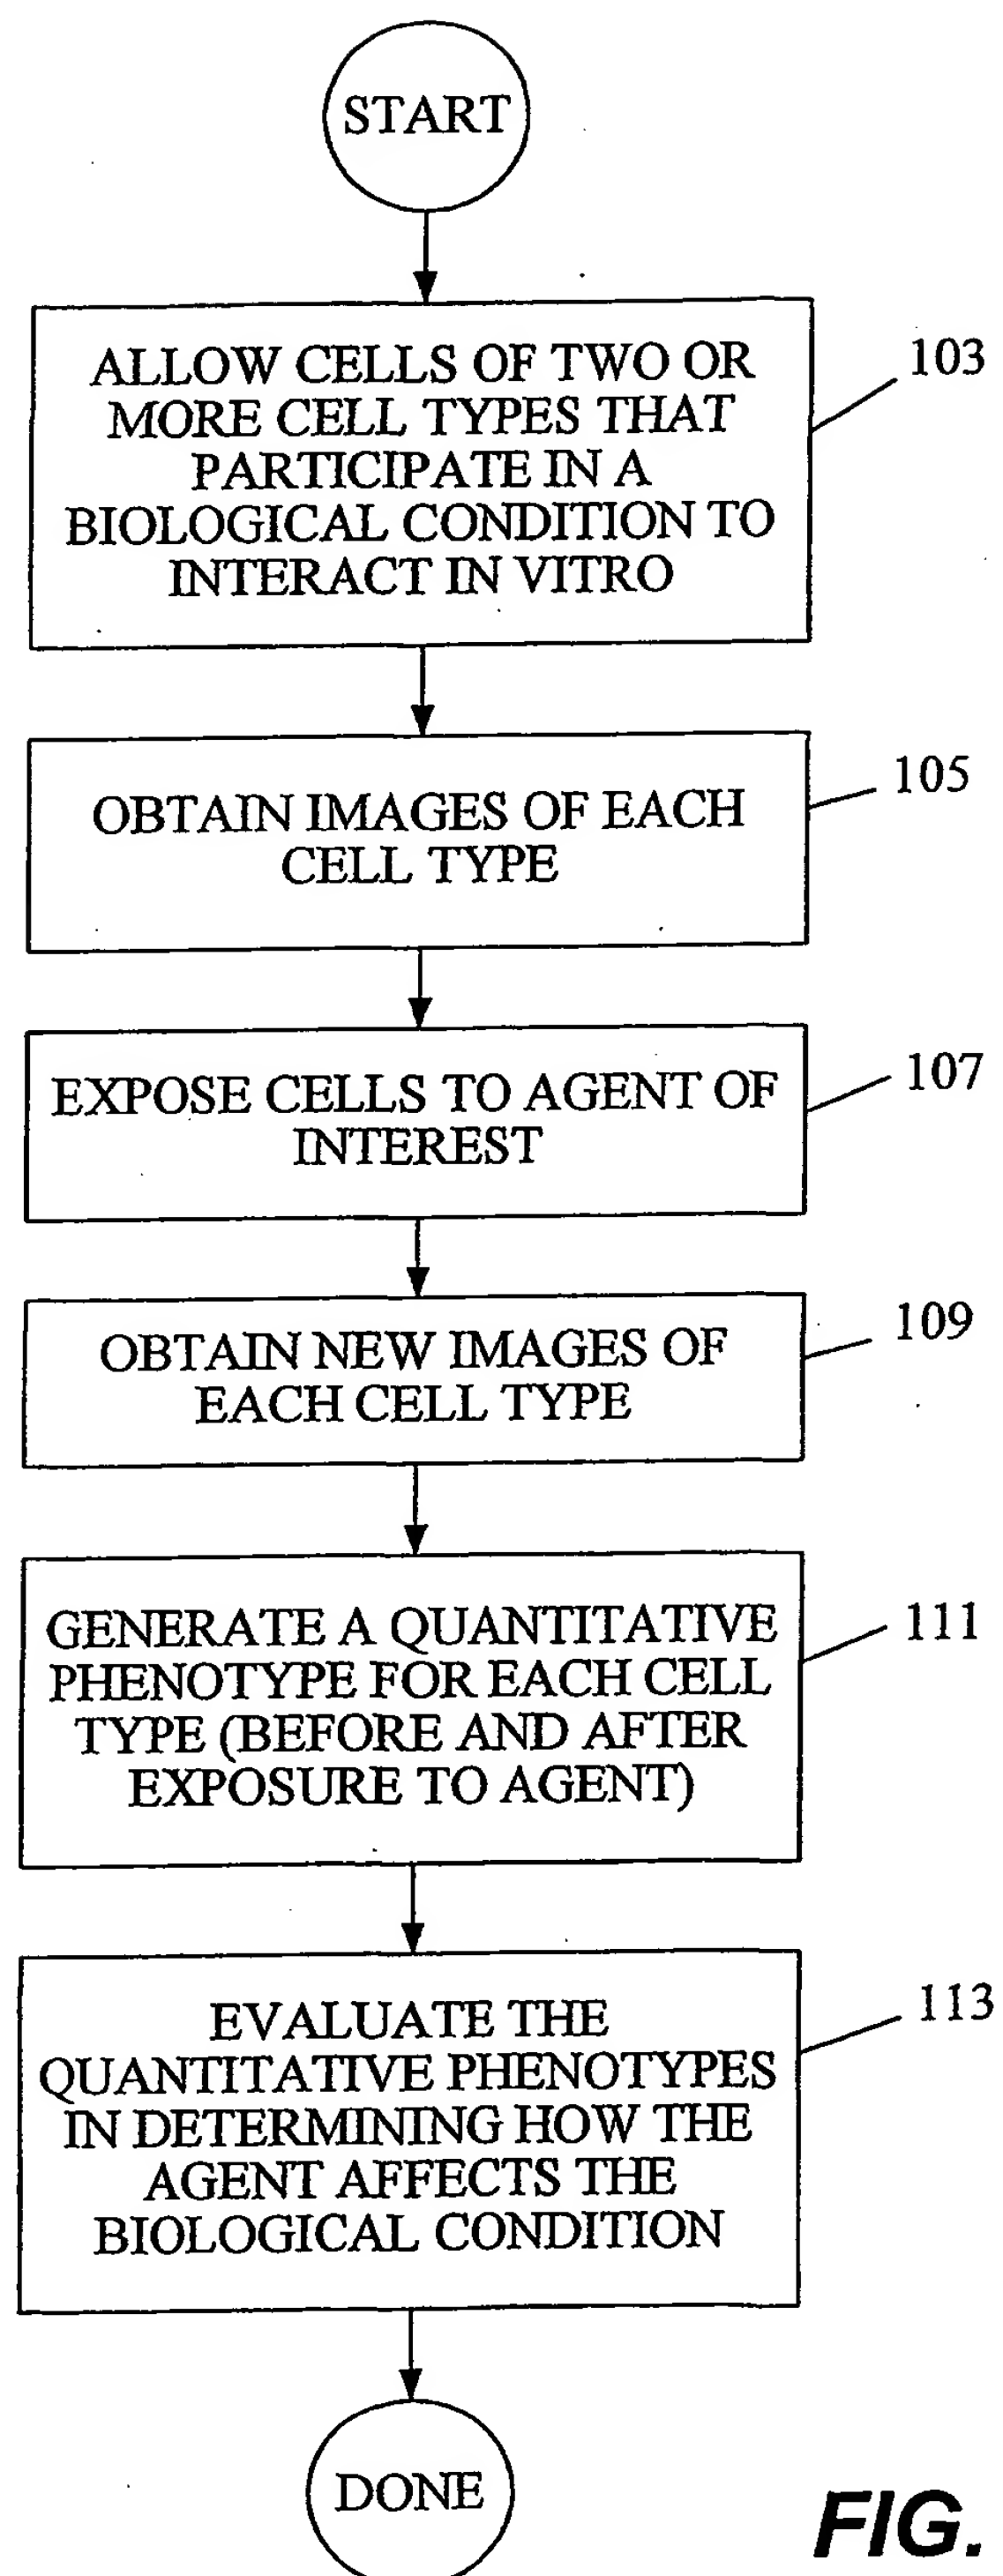 START
ALLOW CELLS OF TWO OR
MORE CELL TYPES THAT
PARTICIPATE IN A
BIOLOGICAL CONDITION TO
INTERACT IN VITRO
103
OBTAIN IMAGES OF EACH
CELL TYPE
105
EXPOSE CELLS TO AGENT OF
INTEREST
107
OBTAIN NEW IMAGES OF
EACH CELL TYPE
109
GENERATE A QUANTITATIVE
PHENOTYPE FOR EACH CELL
TYPE (BEFORE AND AFTER
EXPOSURE TO AGENT)
111
EVALUATE THE
QUANTITATIVE PHENOTYPES
IN DETERMINING HOW THE
AGENT AFFECTS THE
BIOLOGICAL CONDITION
113
DONE
FIG.